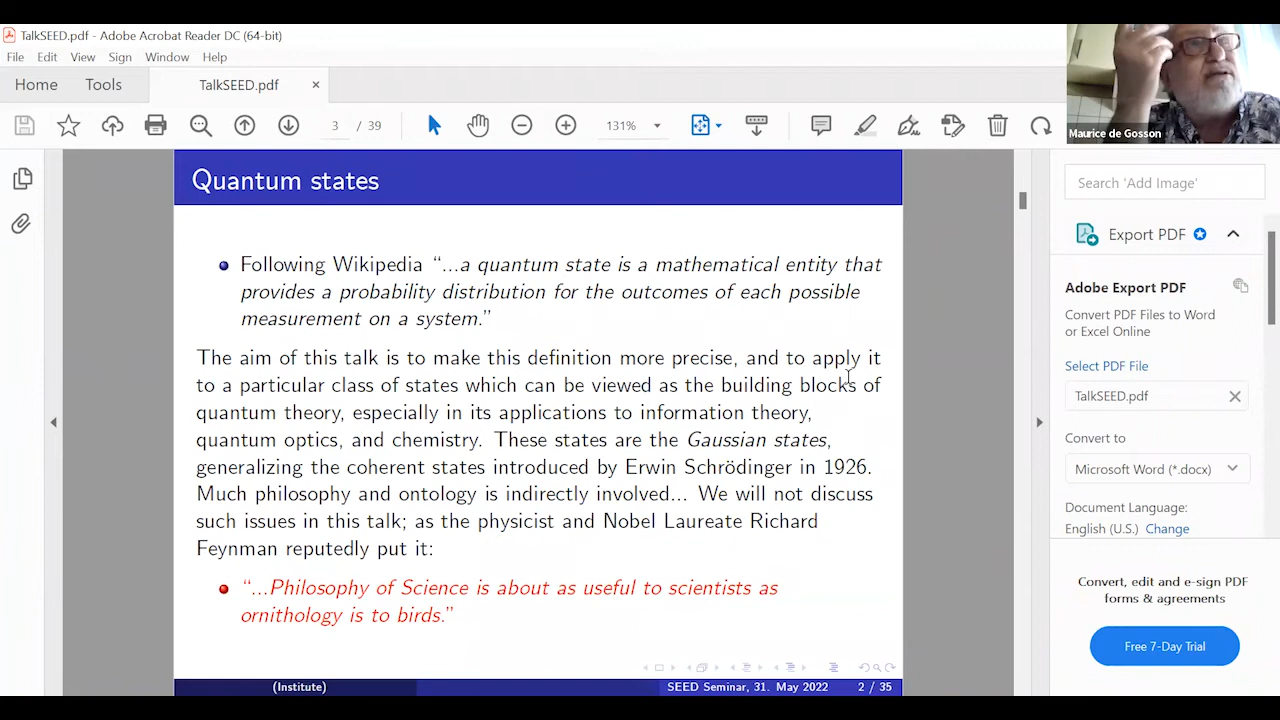 TalkSEED.pdf - Adobe Acrobat Reader DC (64-bit)
File Edit View Sign Window Help
Home Tools TalkSEED.pdf ×
3 / 39 131%
Maurice de Gosson
Quantum states
Following Wikipedia “...a quantum state is a mathematical entity that
provides a probability distribution for the outcomes of each possible
measurement on a system.”
The aim of this talk is to make this definition more precise, and to apply it
to a particular class of states which can be viewed as the building blocks of
quantum theory, especially in its applications to information theory,
quantum optics, and chemistry. These states are the Gaussian states,
generalizing the coherent states introduced by Erwin Schrödinger in 1926.
Much philosophy and ontology is indirectly involved... We will not discuss
such issues in this talk; as the physicist and Nobel Laureate Richard
Feynman reputedly put it:
“...Philosophy of Science is about as useful to scientists as
ornithology is to birds.”
(Institute) SEED Seminar, 31. May 2022 2 / 35
Search 'Add Image'
Export PDF
Adobe Export PDF
Convert PDF Files to Word
or Excel Online
Select PDF File
TalkSEED.pdf
Convert to
Microsoft Word (*.docx)
Document Language:
English (U.S.) Change
Convert, edit and e-sign PDF
forms & agreements
Free 7-Day Trial